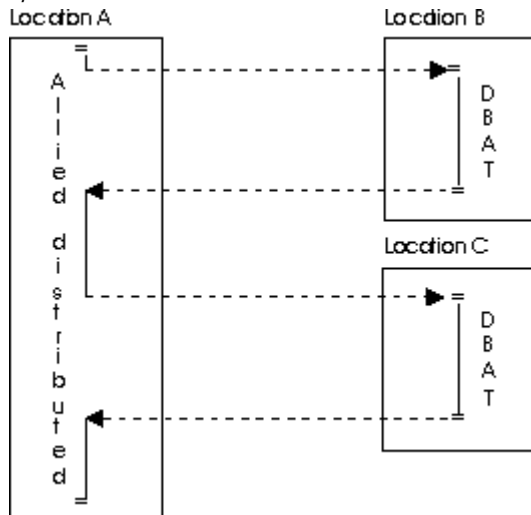 Location A
Allied distributed
Location B
DBAT
Location C
DBAT